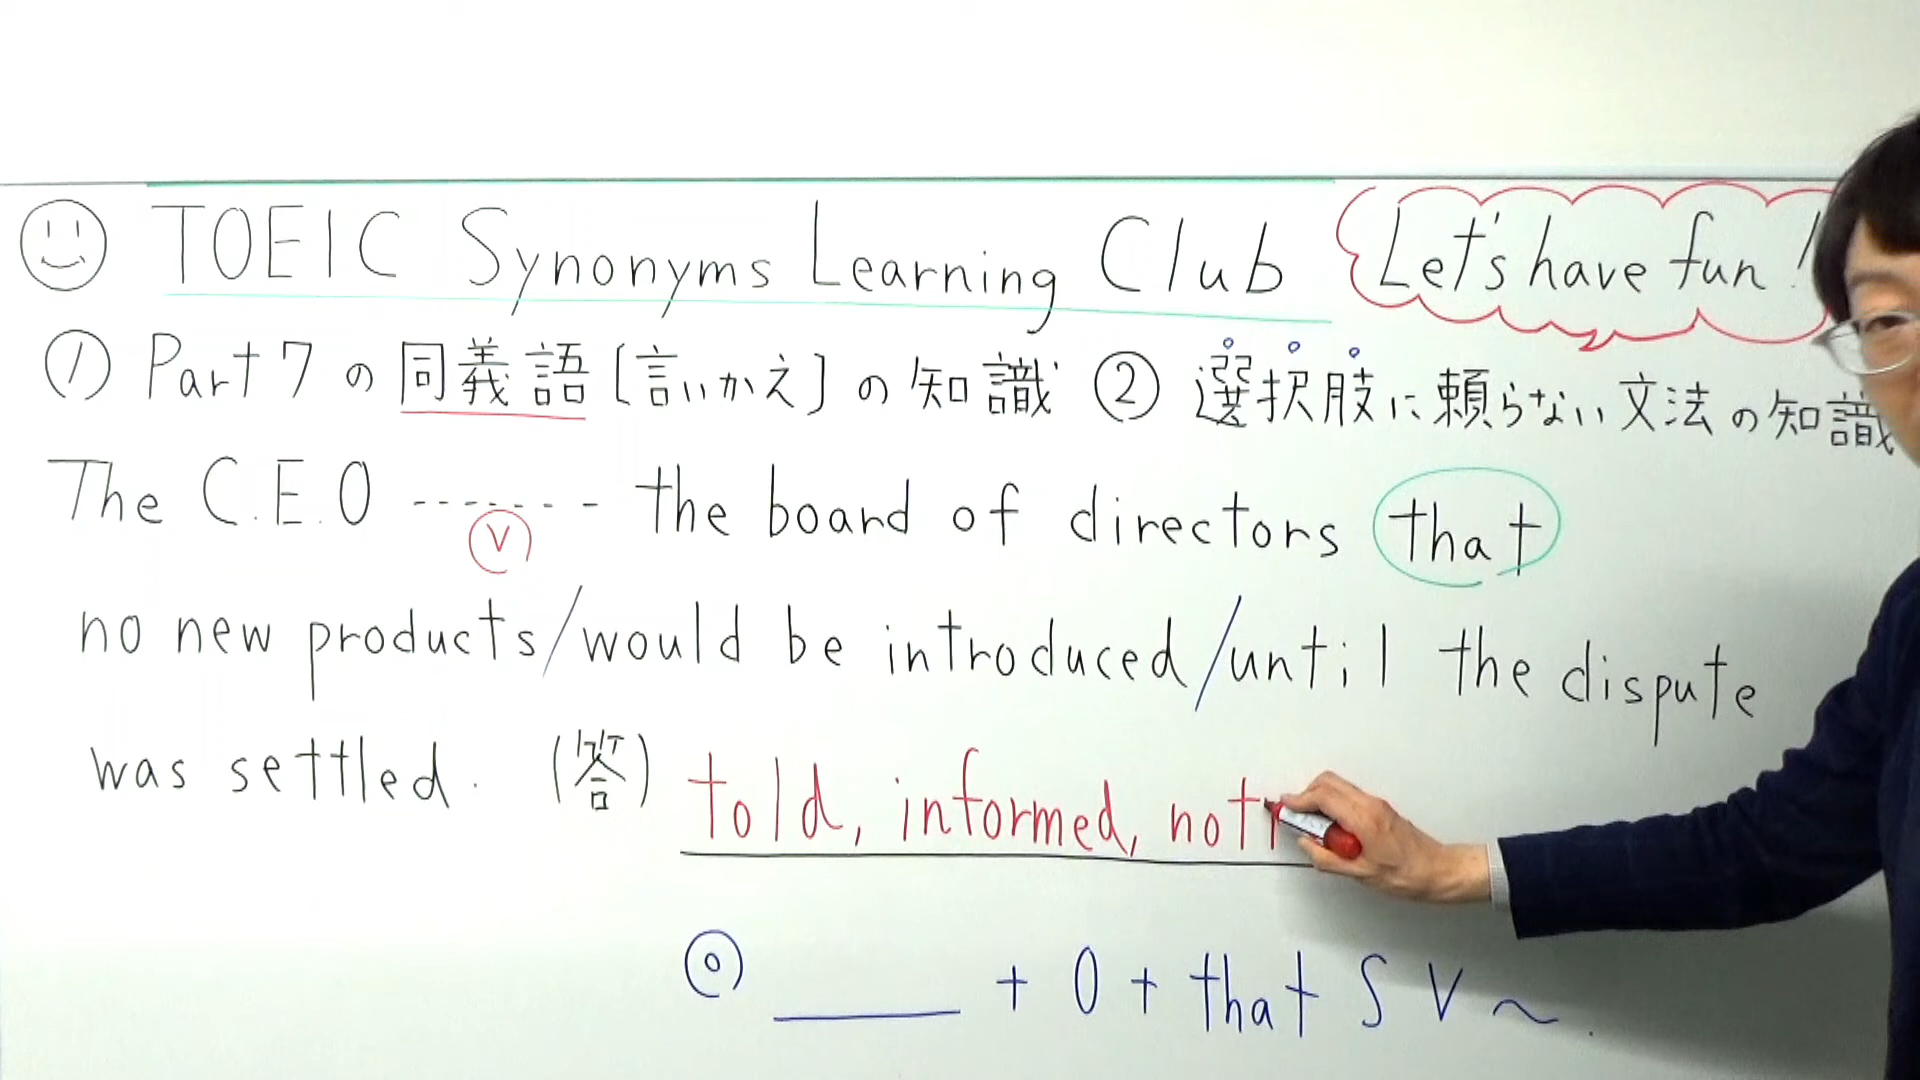 TOEIC Synonyms Learning Club Let's have fun!
① Part 7 の 同義語〔言いかえ〕の知識 ② 選択肢に頼らない文法の知識
The C.E.O ------- the board of directors that
V
no new products/would be introduced/until the dispute
was settled. (答) told, informed, noti
◎ ____ + O + that S V ~.